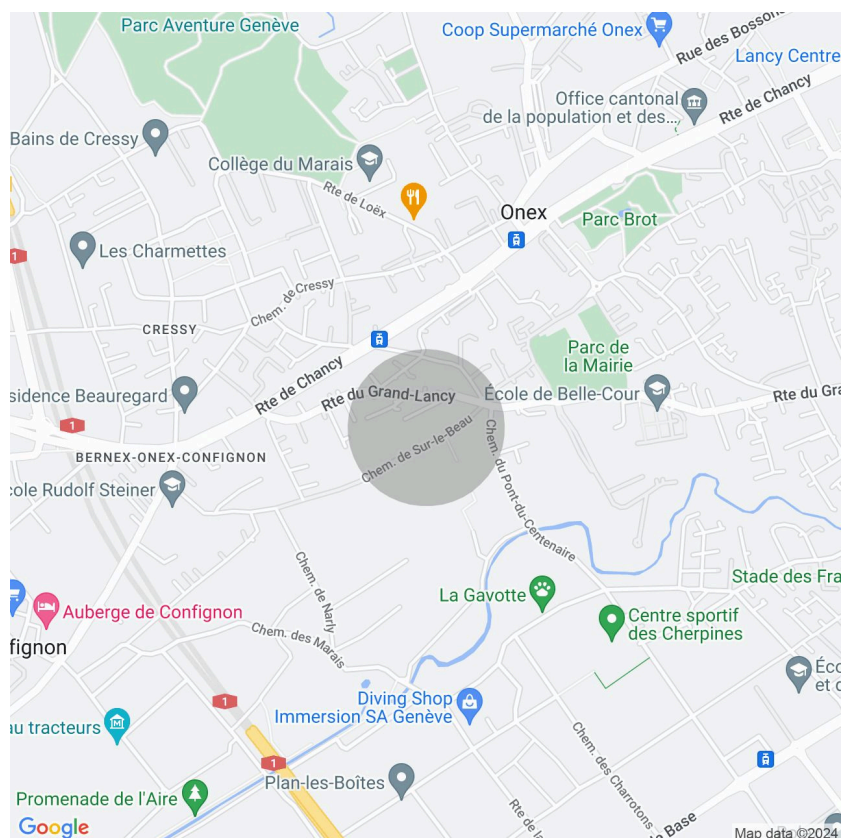 Parc Aventure Genève
Coop Supermarché Onex
Rue des Bossons
Lancy Centre
Office cantonal
de la population et des...
Rte de Chancy
Bains de Cressy
Collège du Marais
Rte de Loëx
Onex
Parc Brot
1
Les Charmettes
Chem. de Cressy
CRESSY
Parc de
la Mairie
Rte de Chancy
sidence Beauregard
Rte du Grand-Lancy
École de Belle-Cour
Rte du Gra
1
Chem. de Sur-le-Beau
BERNEX-ONEX-CONFIGNON
Chem. du Pont-du-Centenaire
cole Rudolf Steiner
Chem. de Narly
Stade des Fra
La Gavotte
Auberge de Confignon
Centre sportif
des Cherpines
fignon
Chem. des Marais
Éco
et d
1
Diving Shop
Immersion SA Genève
au tracteurs
M
1
Chem. des Charrotons
Plan-les-Boîtes
Promenade de l'Aire
Rte de la
le Base
Google
Map data ©2024